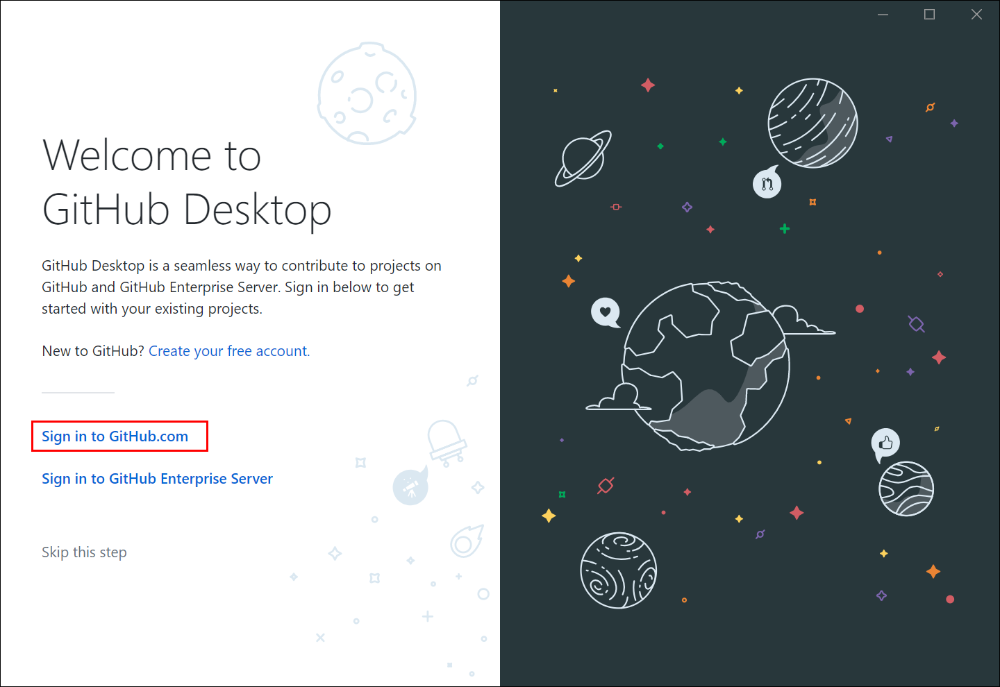 Welcome to
GitHub Desktop
GitHub Desktop is a seamless way to contribute to projects on
GitHub and GitHub Enterprise Server. Sign in below to get
started with your existing projects.
New to GitHub? Create your free account.
Sign in to GitHub.com
Sign in to GitHub Enterprise Server
Skip this step